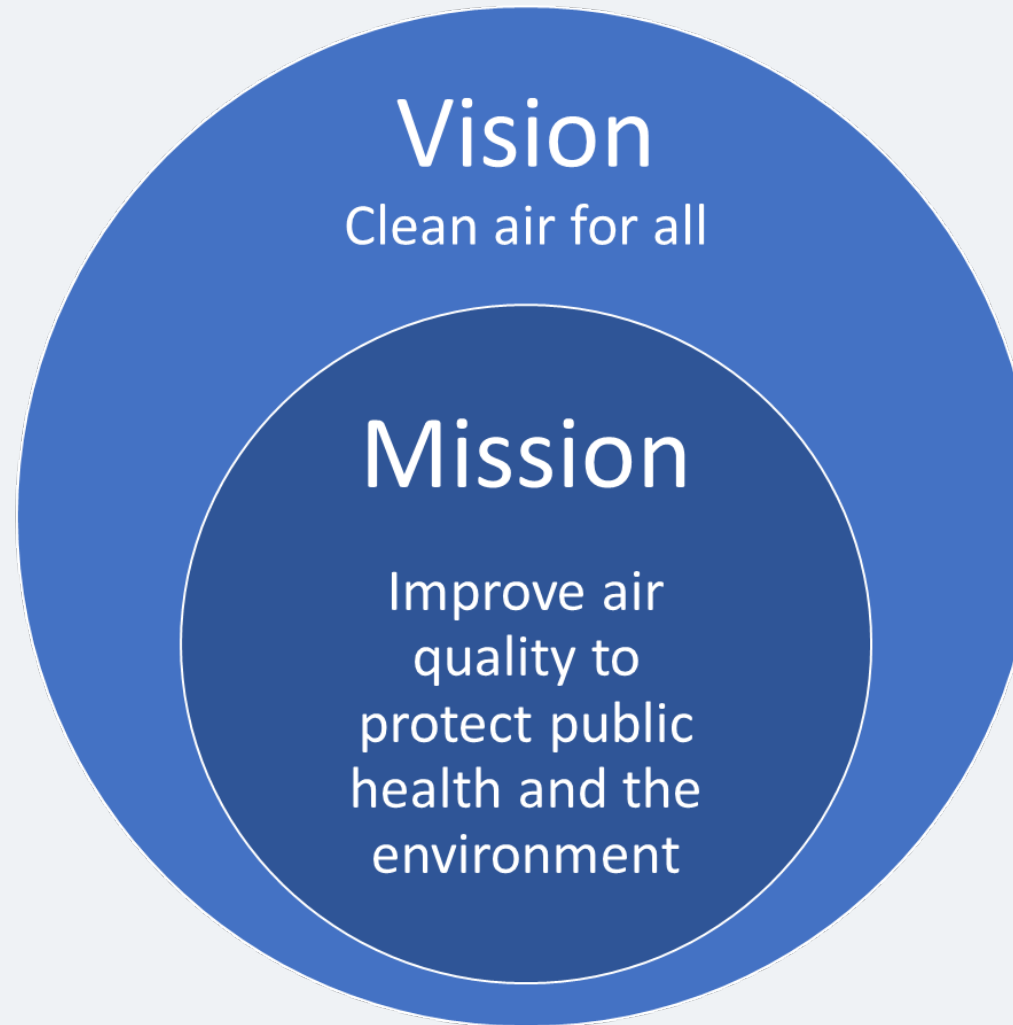 Vision
Clean air for all
Mission
Improve air
quality to
protect public
health and the
environment